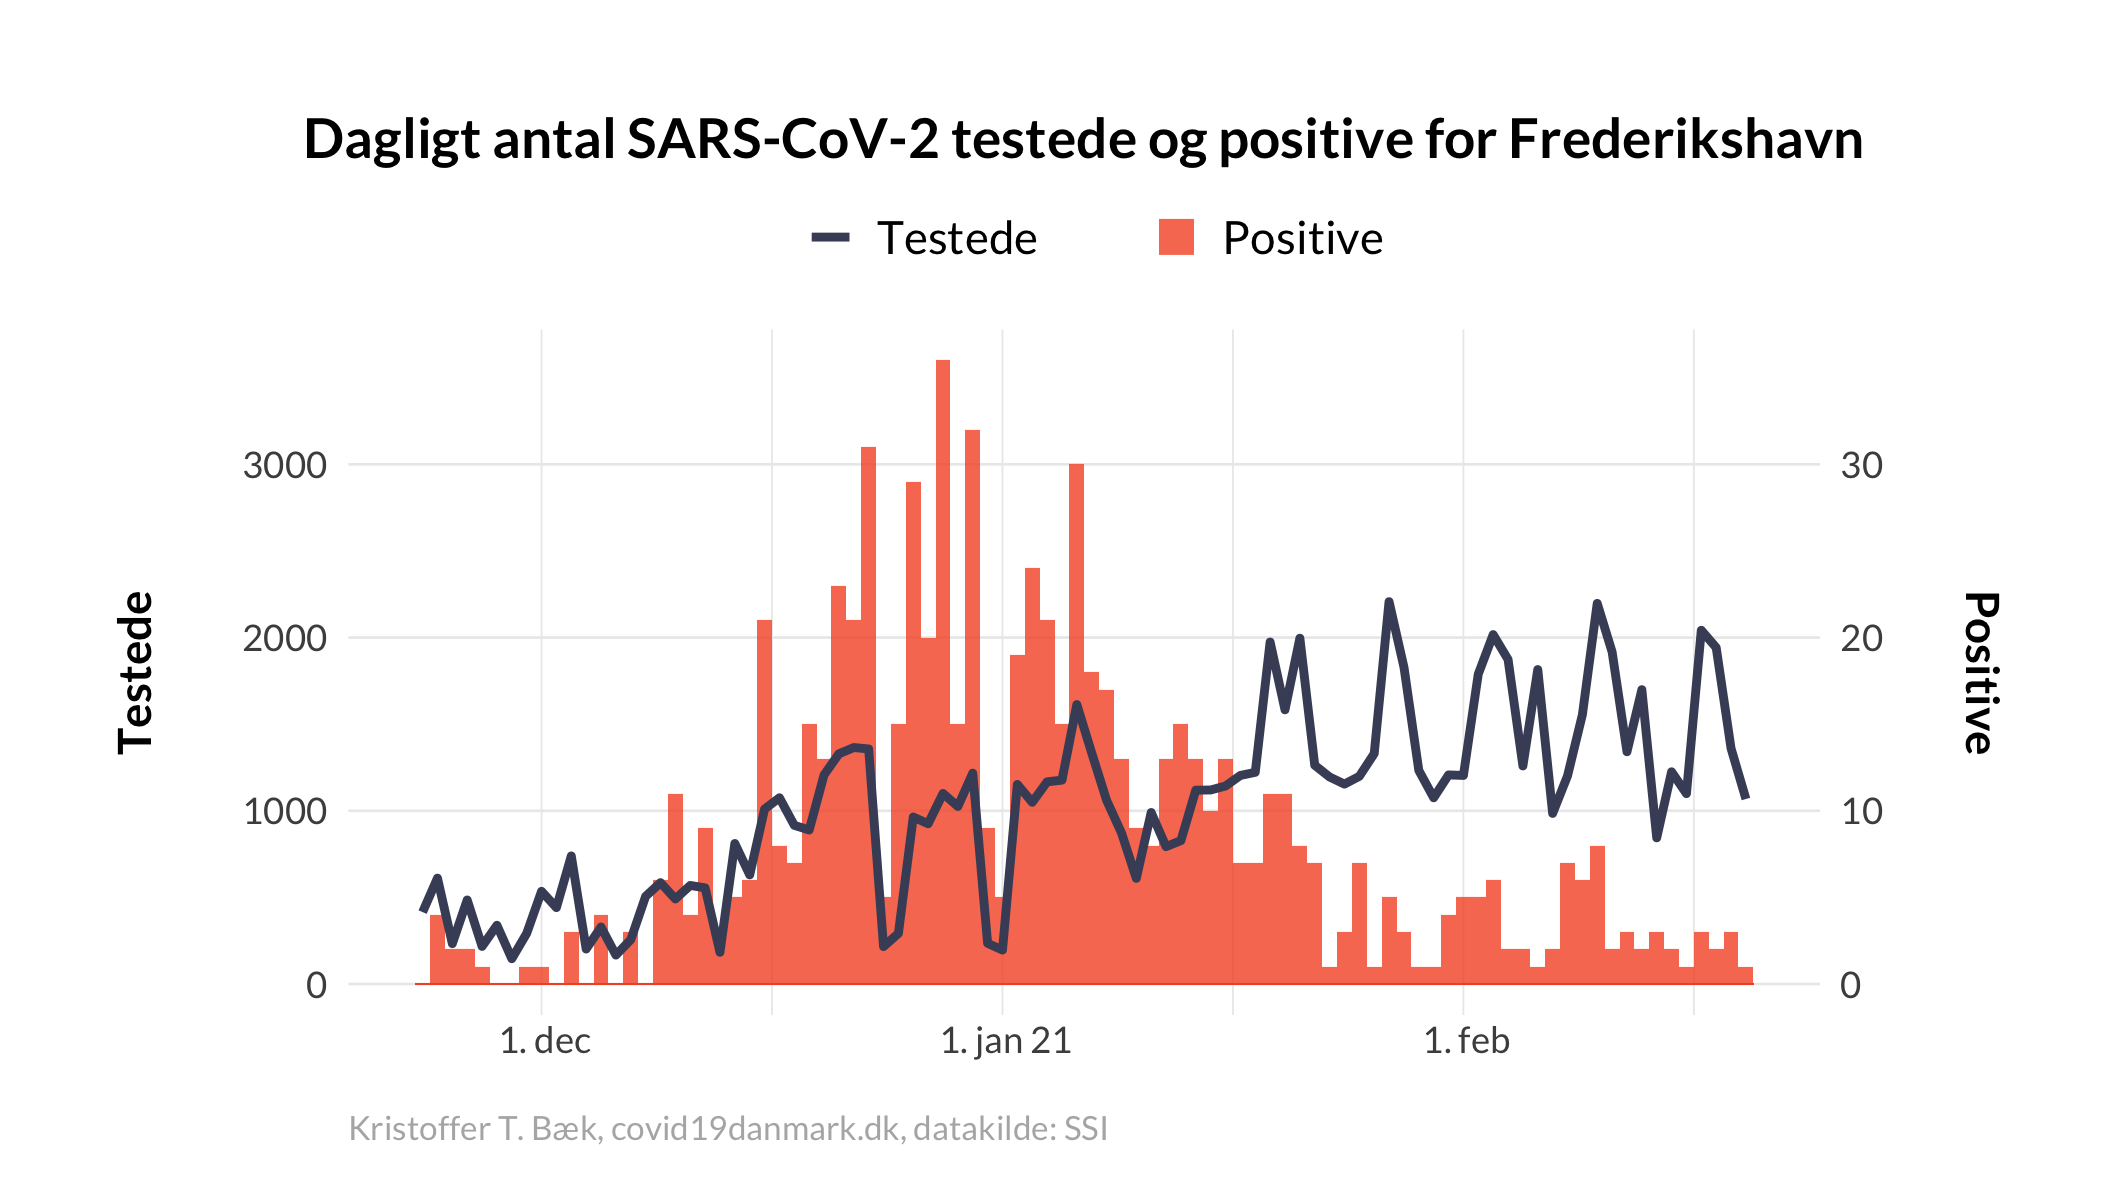 Dagligt antal SARS-CoV-2 testede og positive for Frederikshavn
Testede
Positive
Testede
3000
2000
1000
0
30
20
10
0
Positive
1. dec
1. jan 21
1. feb
Kristoffer T. Bæk, covid19danmark.dk, datakilde: SSI